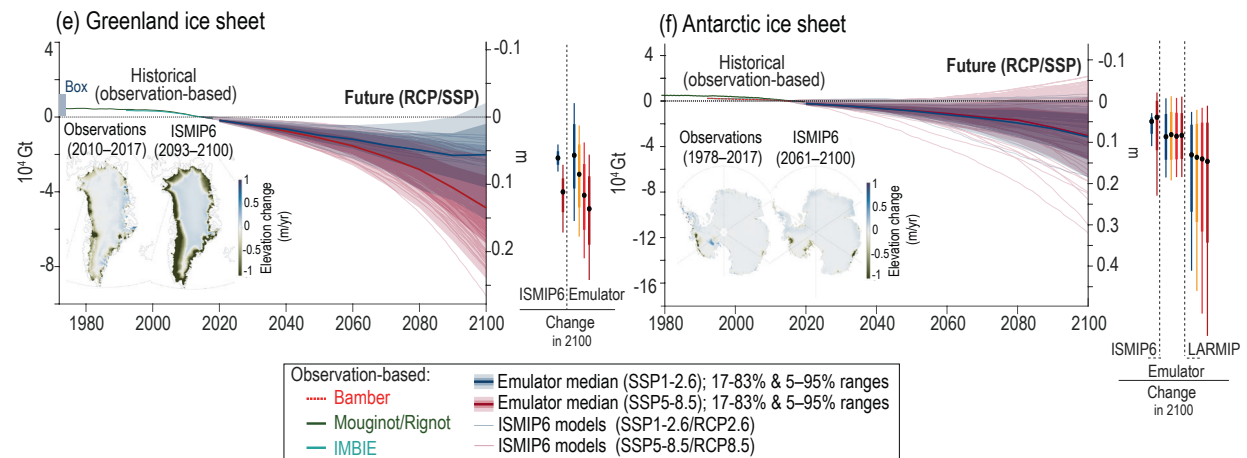 (e) Greenland ice sheet
4
0
-4
-8
10⁴ Gt
-0.1
0
0.1
0.2
m
Box
Historical
(observation-based)
Future (RCP/SSP)
Observations
(2010–2017)
ISMIP6
(2093–2100)
1
0.5
0
-0.5
-1
Elevation change
(m/yr)
1980
2000
2020
2040
2060
2080
2100
ISMIP6
Emulator
Change
in 2100
(f) Antarctic ice sheet
4
0
-4
-8
-12
-16
10⁴ Gt
-0.1
0
0.1
0.2
0.3
0.4
m
Historical
(observation-based)
Future (RCP/SSP)
Observations
(1978–2017)
ISMIP6
(2061–2100)
1
0.5
0
-0.5
-1
Elevation change
(m/yr)
1980
2000
2020
2040
2060
2080
2100
ISMIP6
LARMIP
Emulator
Change
in 2100
Observation-based:
Bamber
Mouginot/Rignot
IMBIE
Emulator median (SSP1-2.6); 17-83% & 5–95% ranges
Emulator median (SSP5-8.5); 17-83% & 5–95% ranges
ISMIP6 models (SSP1-2.6/RCP2.6)
ISMIP6 models (SSP5-8.5/RCP8.5)